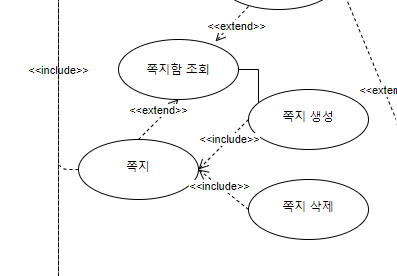 <<extend>>
<<include>>
쪽지함 조회
<<exten
<<extend>>
쪽지 생성
<<include>>
쪽지
<<include>>
쪽지 삭제